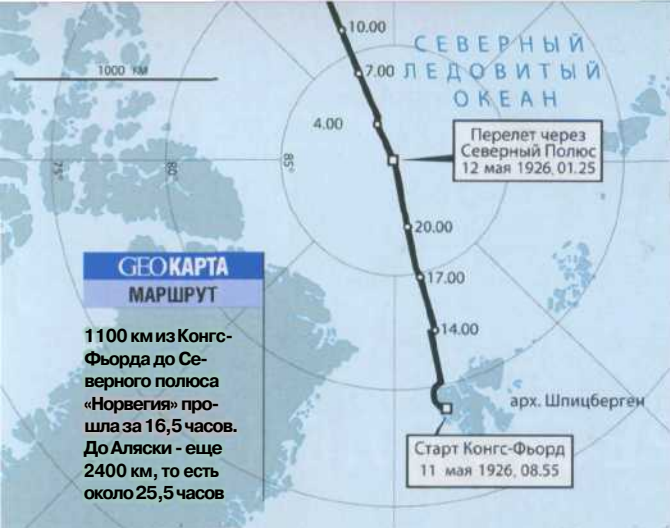 10.00
СЕВЕРНЫЙ
7.00
ЛЕДОВИТЫЙ
ОКЕАН
1000 км
4.00
Перелет через
Северный Полюс
12 мая 1926, 01.25
75°
80°
85°
20.00
GEO КАРТА
МАРШРУТ
17.00
14.00
1100 км из Конгс-
Фьорда до Се-
верного полюса
«Норвегия» про-
шла за 16,5 часов.
До Аляски - еще
2400 км, то есть
около 25,5 часов
арх. Шпицберген
Старт Конгс-Фьорд
11 мая 1926, 08.55